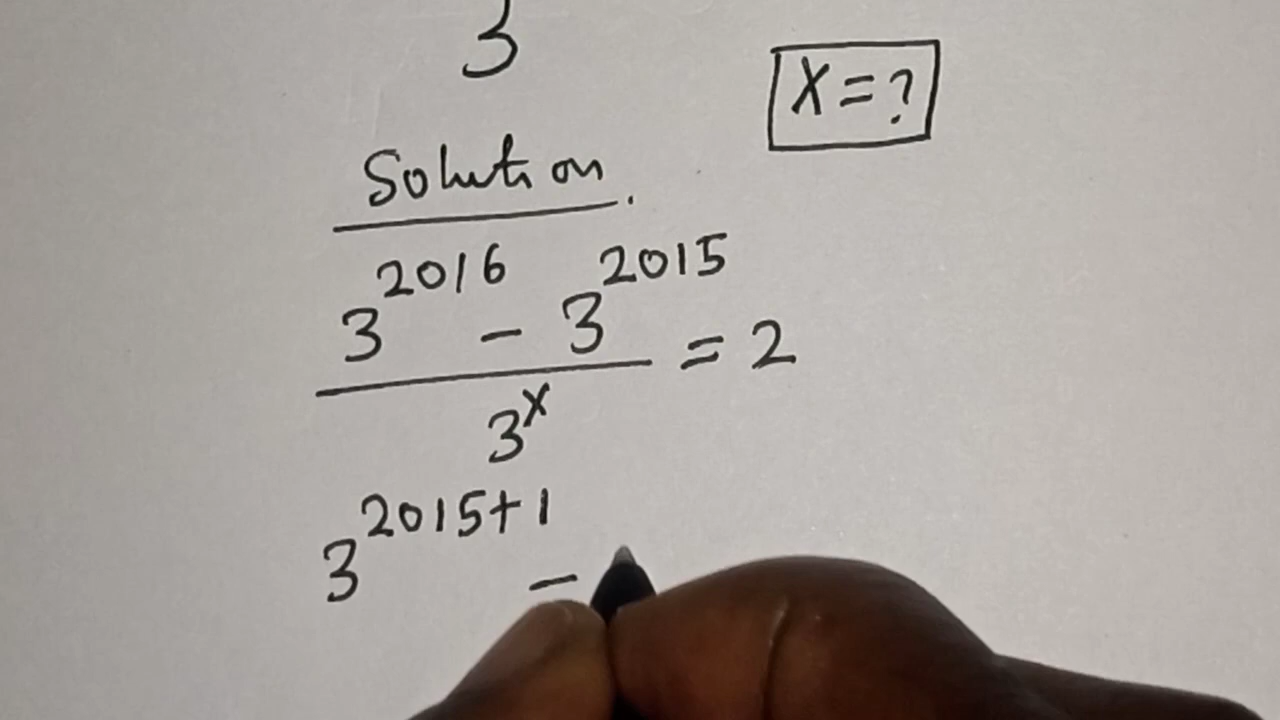 3
X = ?
Solution.
3^2016 - 3^2015 = 2
3^x
3^2015+1 -